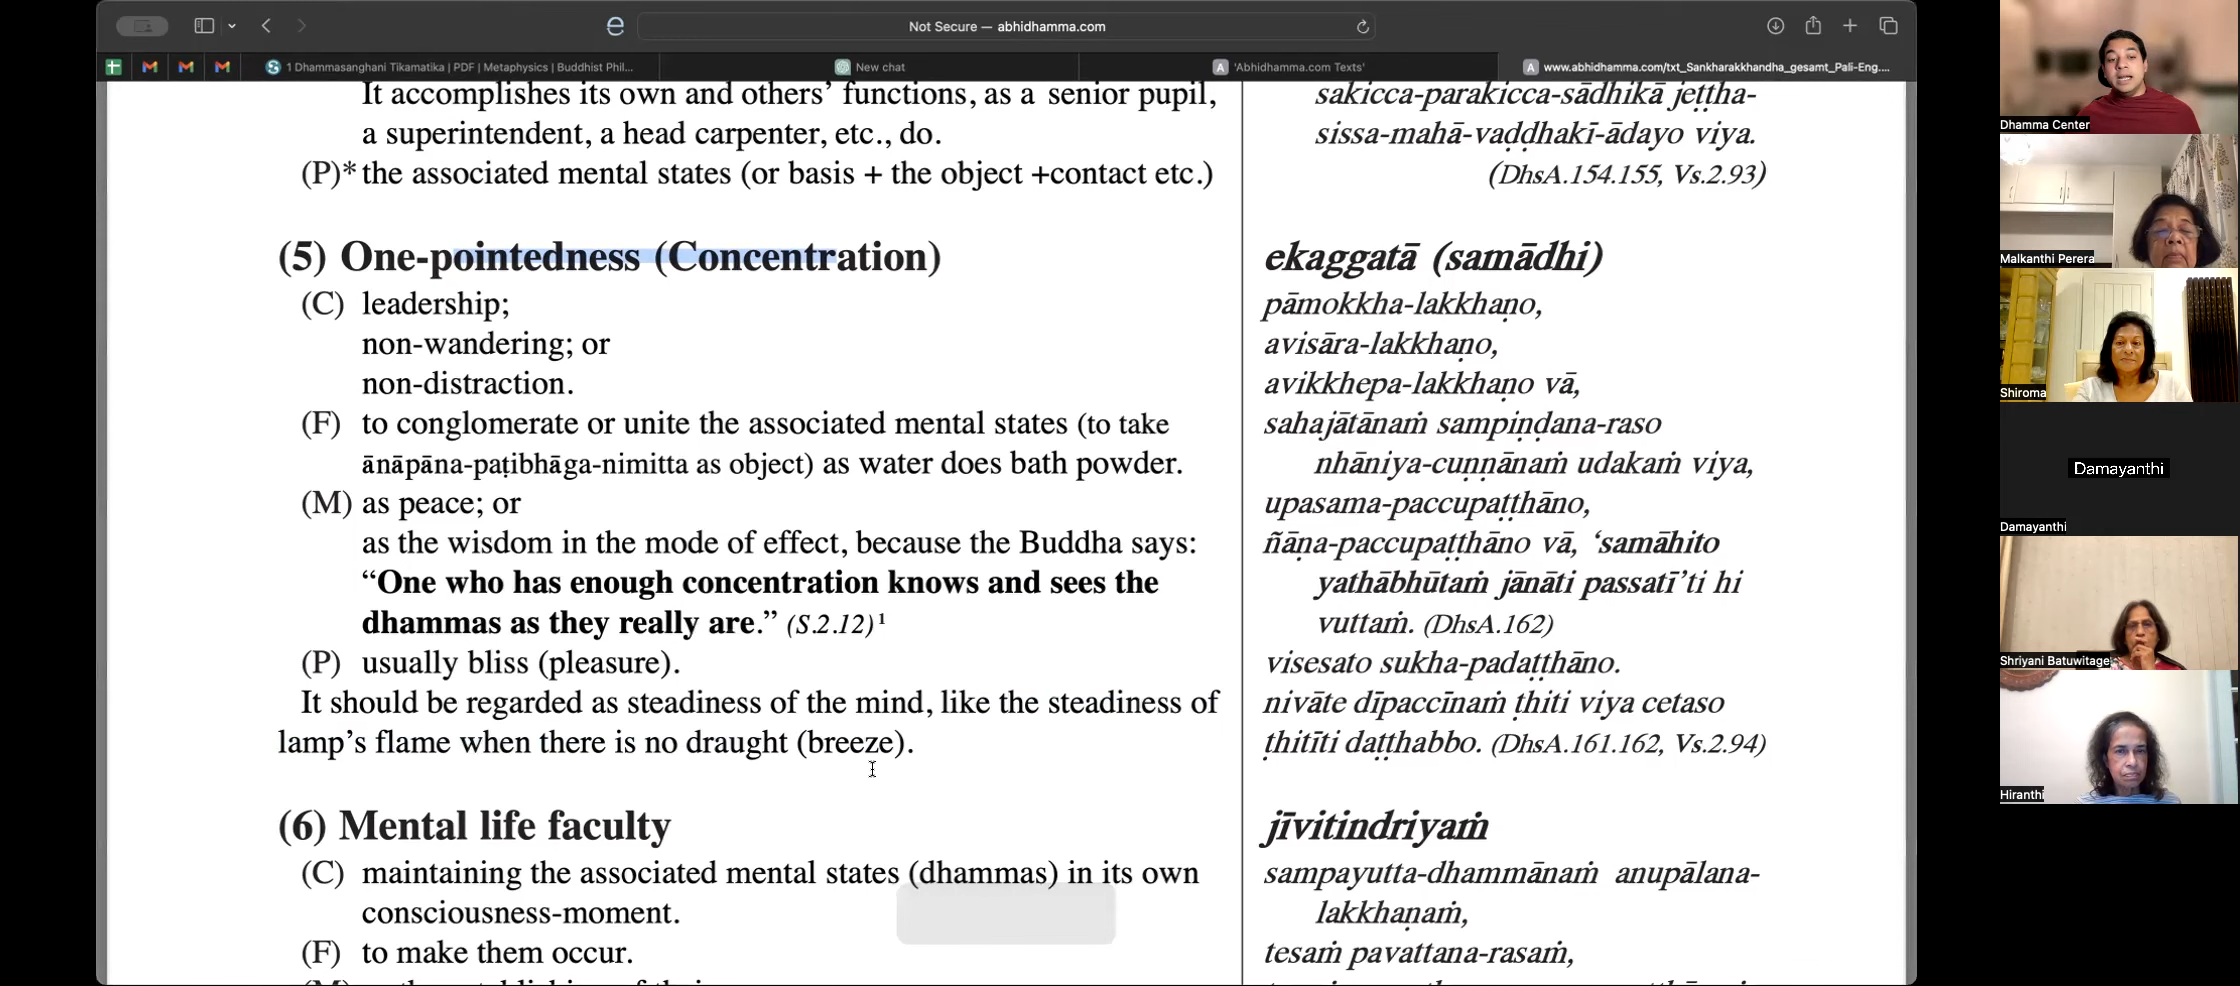 Not Secure — abhidhamma.com
1 Dhammasanghani Tikamatika | PDF | Metaphysics | Buddhist Phil...
New chat
'Abhidhamma.com Texts'
www.abhidhamma.com/txt_Sankharakkhandha_gesamt_Pali-Eng....
It accomplishes its own and others' functions, as a senior pupil,
a superintendent, a head carpenter, etc., do.
(P)* the associated mental states (or basis + the object +contact etc.)
(5) One-pointedness (Concentration)
(C) leadership;
non-wandering; or
non-distraction.
(F) to conglomerate or unite the associated mental states (to take
ānāpāna-paṭibhāga-nimitta as object) as water does bath powder.
(M) as peace; or
as the wisdom in the mode of effect, because the Buddha says:
“One who has enough concentration knows and sees the
dhammas as they really are.” (S.2.12)¹
(P) usually bliss (pleasure).
It should be regarded as steadiness of the mind, like the steadiness of
lamp's flame when there is no draught (breeze).
(6) Mental life faculty
(C) maintaining the associated mental states (dhammas) in its own
consciousness-moment.
(F) to make them occur.
sakicca-parakicca-sādhikā jeṭṭha-
sissa-mahā-vaḍḍhakī-ādayo viya.
(DhsA.154.155, Vs.2.93)
ekaggatā (samādhi)
pāmokkha-lakkhaṇo,
avisāra-lakkhaṇo,
avikkhepa-lakkhaṇo vā,
sahajātānaṁ sampiṇḍana-raso
nhāniya-cuṇṇānaṁ udakaṁ viya,
upasama-paccupaṭṭhāno,
ñāṇa-paccupaṭṭhāno vā, ‘samāhito
yathābhūtaṁ jānāti passatī’ti hi
vuttaṁ. (DhsA.162)
visesato sukha-padaṭṭhāno.
nivāte dīpaccīnaṁ ṭhiti viya cetaso
ṭhitīti daṭṭhabbo. (DhsA.161.162, Vs.2.94)
jīvitindriyaṁ
sampayutta-dhammānaṁ anupālana-
lakkhaṇaṁ,
tesaṁ pavattana-rasaṁ,
Dhamma Center
Malkanthi Perera
Shiroma
Damayanthi
Damayanthi
Shriyani Batuwitage
Hiranthi